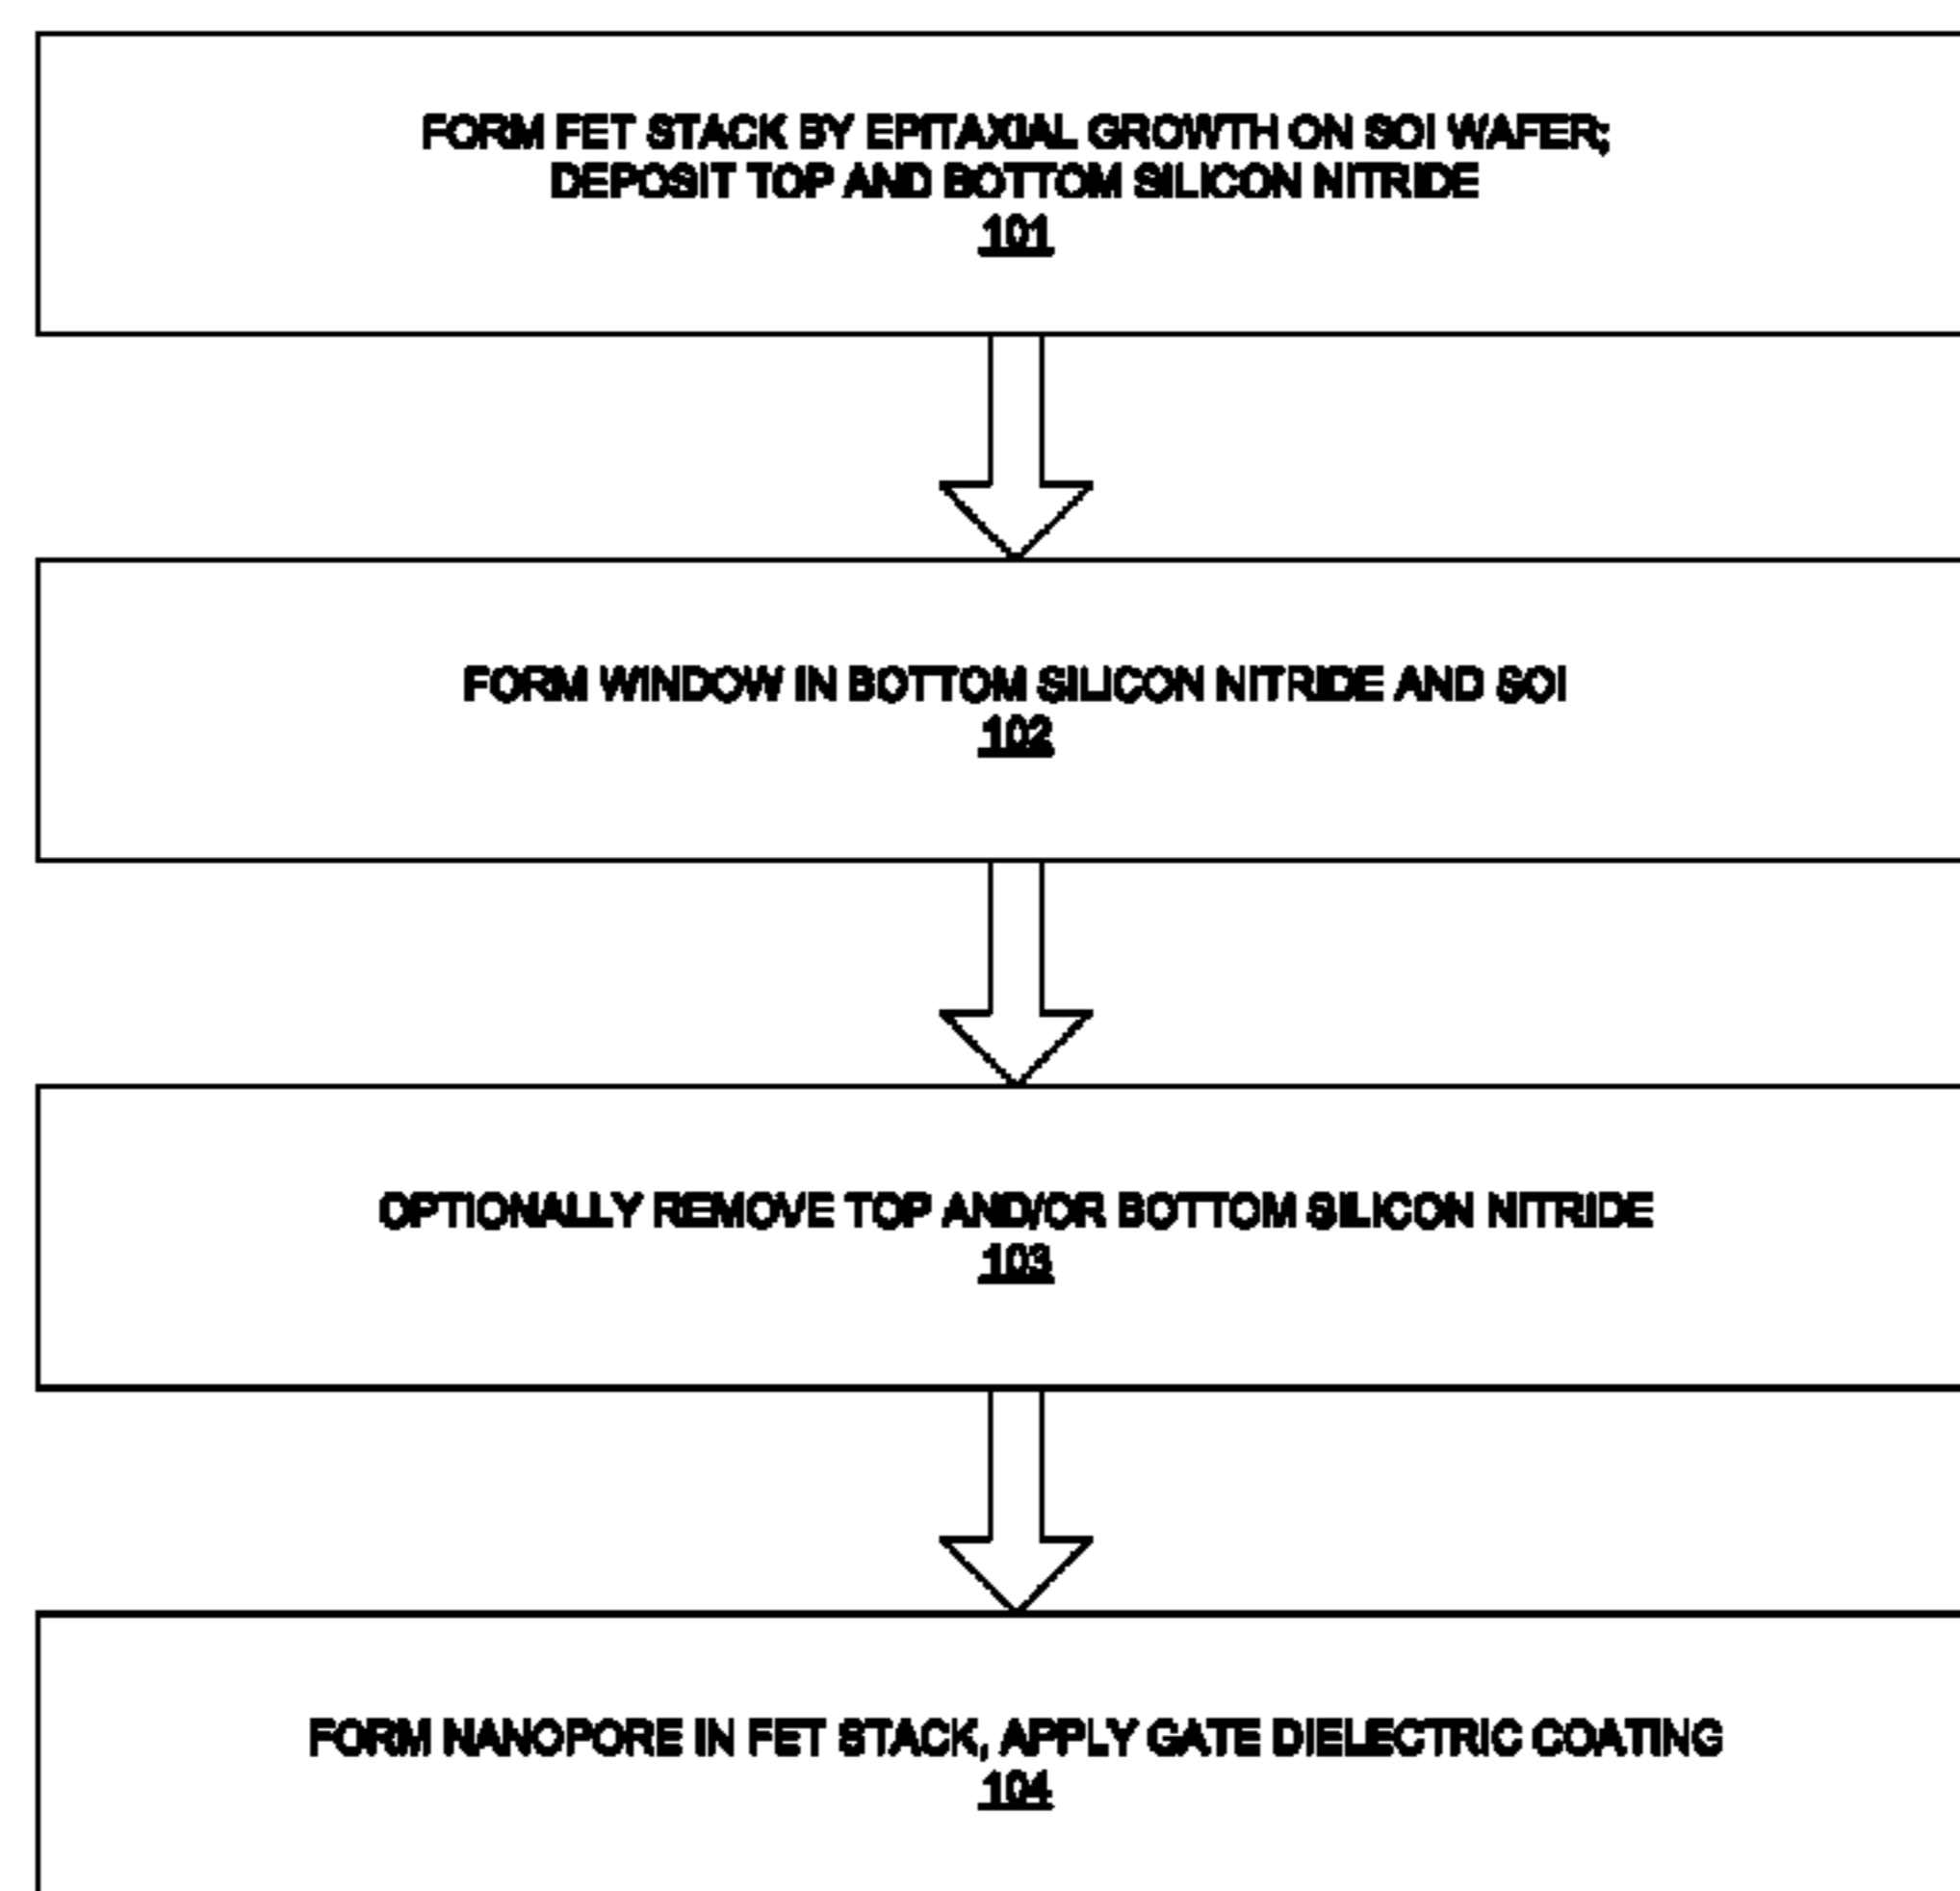 FORM FET STACK BY EPITAXIAL GROWTH ON SOI WAFER;
DEPOSIT TOP AND BOTTOM SILICON NITRIDE
101
FORM WINDOW IN BOTTOM SILICON NITRIDE AND SOI
102
OPTIONALLY REMOVE TOP AND/OR BOTTOM SILICON NITRIDE
103
FORM NANOPORE IN FET STACK, APPLY GATE DIELECTRIC COATING
104